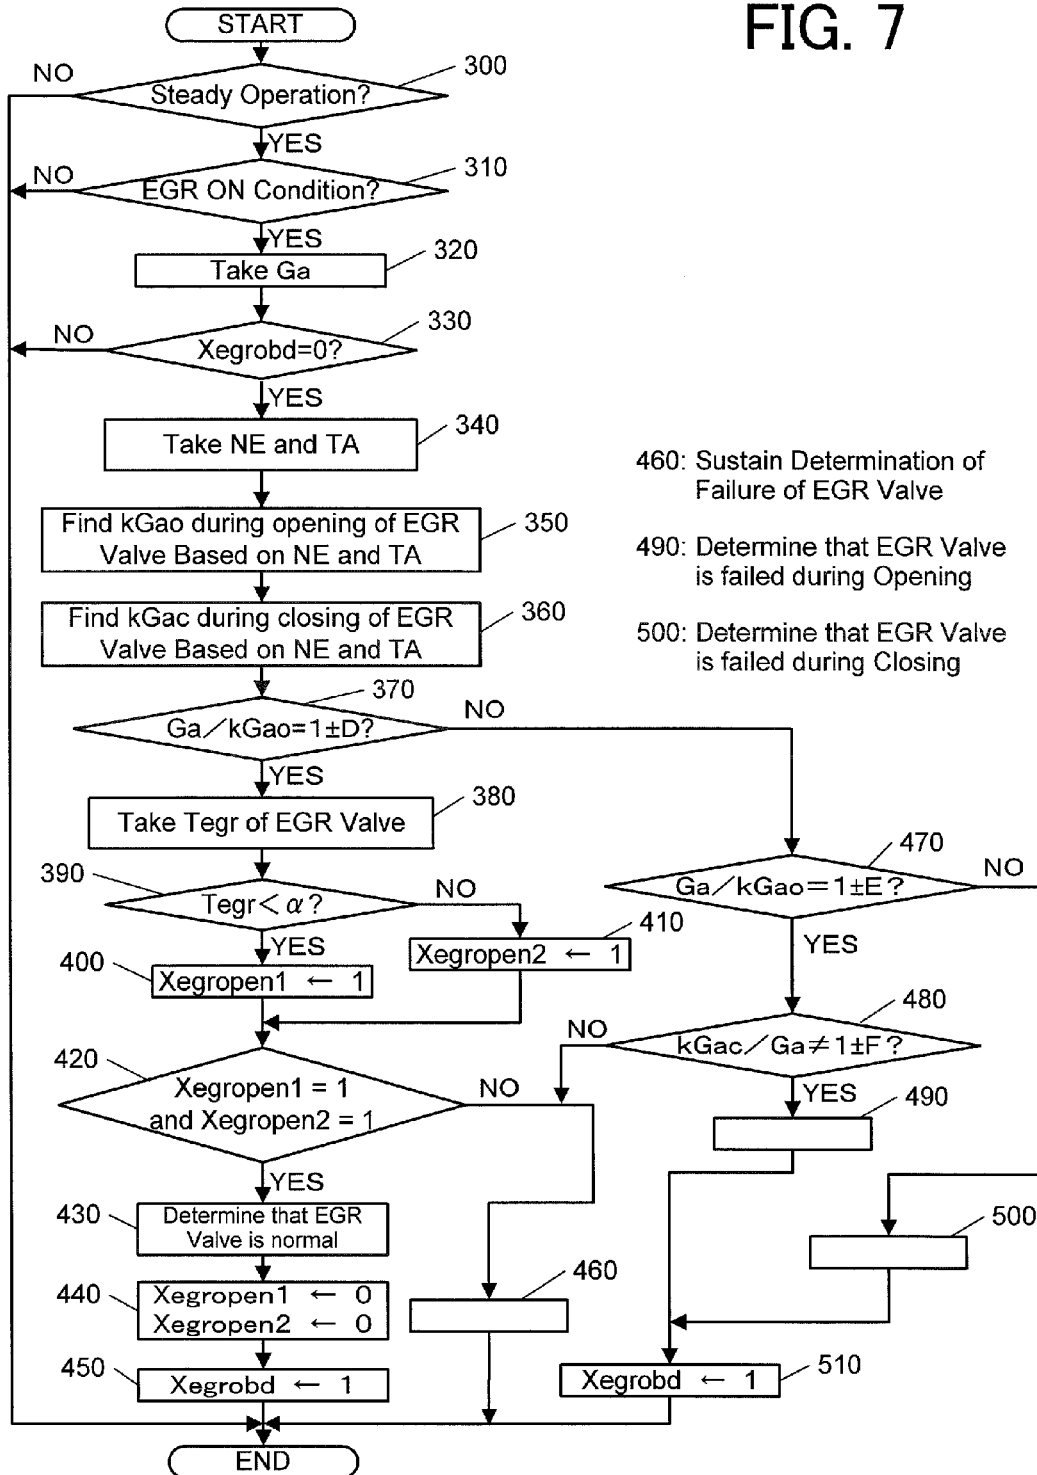 FIG. 7
START
300
NO
Steady Operation?
YES
310
NO
EGR ON Condition?
YES
320
Take Ga
330
NO
Xegrobd=0?
YES
340
Take NE and TA
460: Sustain Determination of
Failure of EGR Valve
490: Determine that EGR Valve
is failed during Opening
500: Determine that EGR Valve
is failed during Closing
350
Find kGao during opening of EGR
Valve Based on NE and TA
360
Find kGac during closing of EGR
Valve Based on NE and TA
370
NO
Ga/kGao=1±D?
YES
380
Take Tegr of EGR Valve
390
NO
Tegr<α?
YES
400
Xegropen1 ← 1
410
Xegropen2 ← 1
470
NO
Ga/kGao=1±E?
YES
480
NO
kGac/Ga≠1±F?
YES
490
420
NO
Xegropen1 = 1
and Xegropen2 = 1
YES
430
Determine that EGR
Valve is normal
500
460
440
Xegropen1 ← 0
Xegropen2 ← 0
450
Xegrobd ← 1
510
Xegrobd ← 1
END